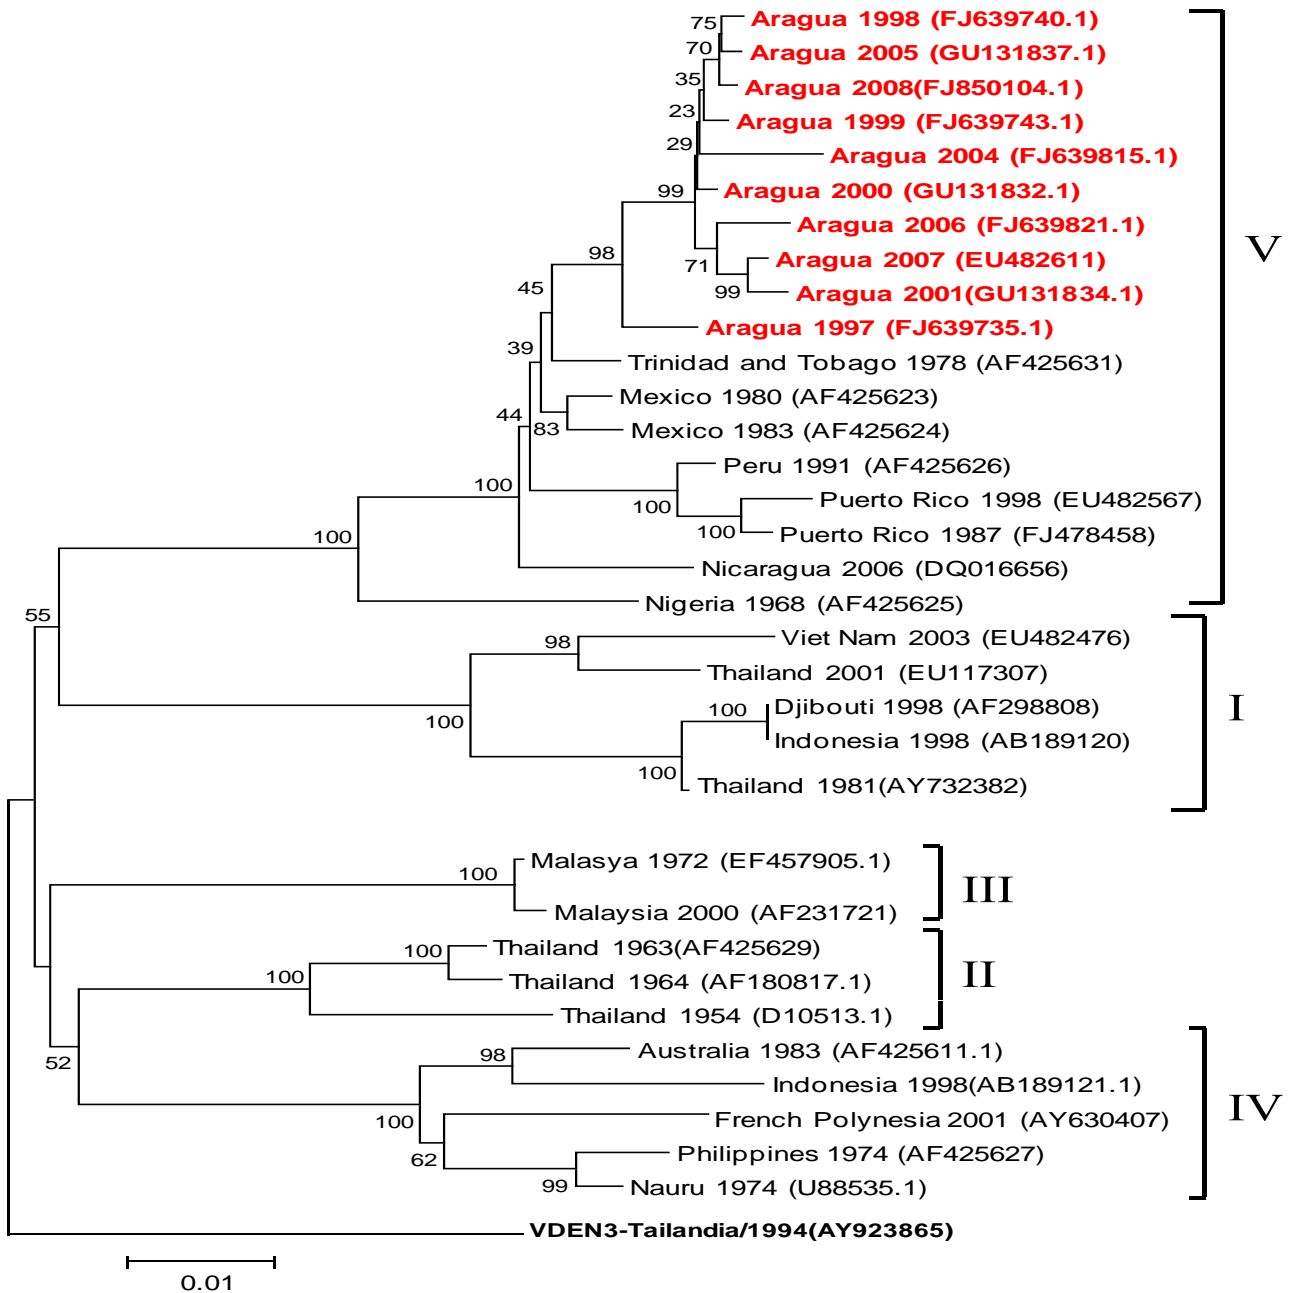 75
Aragua 1998 (FJ639740.1)
70
Aragua 2005 (GU131837.1)
35
Aragua 2008(FJ850104.1)
23
Aragua 1999 (FJ639743.1)
29
Aragua 2004 (FJ639815.1)
99
Aragua 2000 (GU131832.1)
Aragua 2006 (FJ639821.1)
98
71
Aragua 2007 (EU482611)
V
45
99
Aragua 2001(GU131834.1)
Aragua 1997 (FJ639735.1)
39
Trinidad and Tobago 1978 (AF425631)
Mexico 1980 (AF425623)
44
83
Mexico 1983 (AF425624)
Peru 1991 (AF425626)
100
100
Puerto Rico 1998 (EU482567)
100
100
Puerto Rico 1987 (FJ478458)
Nicaragua 2006 (DQ016656)
Nigeria 1968 (AF425625)
55
98
Viet Nam 2003 (EU482476)
Thailand 2001 (EU117307)
100
100
Djibouti 1998 (AF298808)
I
Indonesia 1998 (AB189120)
100
Thailand 1981(AY732382)
100
Malasya 1972 (EF457905.1)
III
Malaysia 2000 (AF231721)
100
Thailand 1963(AF425629)
100
Thailand 1964 (AF180817.1)
II
Thailand 1954 (D10513.1)
52
98
Australia 1983 (AF425611.1)
Indonesia 1998(AB189121.1)
100
French Polynesia 2001 (AY630407)
IV
62
Philippines 1974 (AF425627)
99
Nauru 1974 (U88535.1)
VDEN3-Tailandia/1994(AY923865)
0.01